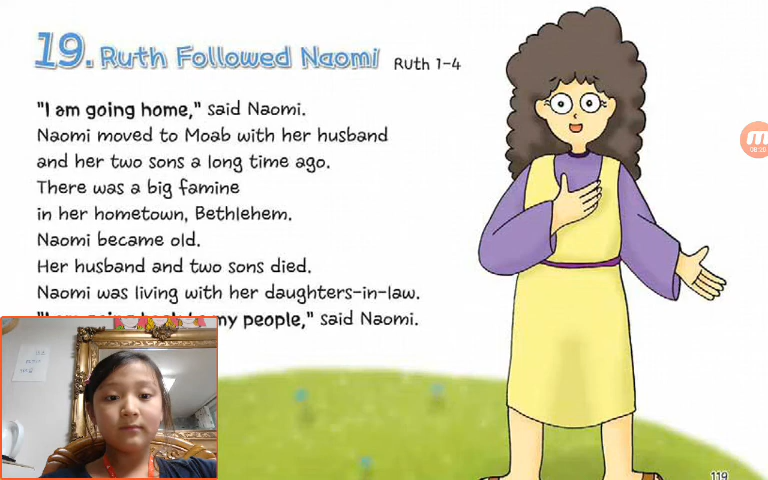 19. Ruth Followed Naomi Ruth 1-4
"I am going home," said Naomi.
Naomi moved to Moab with her husband
and her two sons a long time ago.
There was a big famine
in her hometown, Bethlehem.
Naomi became old.
Her husband and two sons died.
Naomi was living with her daughters-in-law.
my people," said Naomi.
119